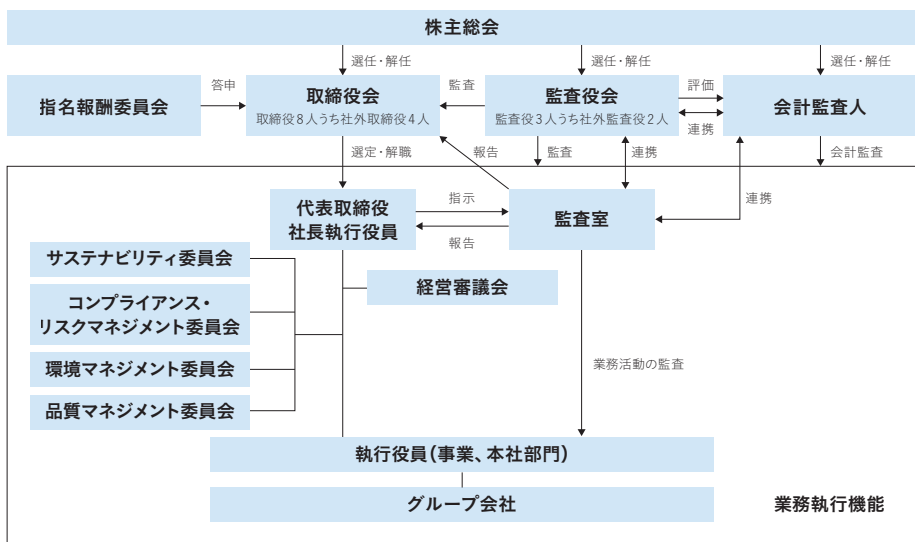 株主総会
選任・解任
選任・解任
選任・解任
指名報酬委員会
答申
取締役会
取締役8人うち社外取締役4人
監査
監査役会
監査役3人うち社外監査役2人
評価
連携
会計監査人
選定・解職
報告
監査
連携
会計監査
代表取締役
社長執行役員
指示
報告
監査室
連携
サステナビリティ委員会
コンプライアンス・
リスクマネジメント委員会
環境マネジメント委員会
品質マネジメント委員会
経営審議会
業務活動の監査
執行役員(事業、本社部門)
グループ会社
業務執行機能